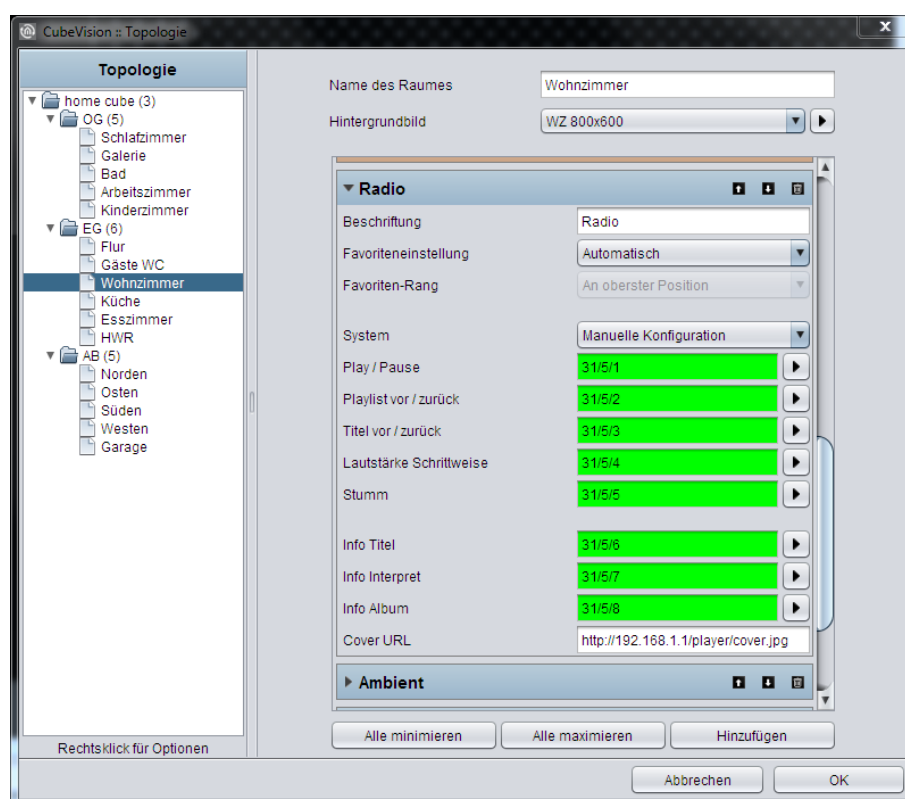 CubeVision :: Topologie
x
Topologie
home cube (3)
OG (5)
Schlafzimmer
Galerie
Bad
Arbeitszimmer
Kinderzimmer
EG (6)
Flur
Gäste WC
Wohnzimmer
Küche
Esszimmer
HWR
AB (5)
Norden
Osten
Süden
Westen
Garage
Rechtsklick für Optionen
Name des Raumes Wohnzimmer
Hintergrundbild WZ 800x600
Radio
Beschriftung Radio
Favoriteneinstellung Automatisch
Favoriten-Rang An oberster Position
System Manuelle Konfiguration
Play / Pause 31/5/1
Playlist vor / zurück 31/5/2
Titel vor / zurück 31/5/3
Lautstärke Schrittweise 31/5/4
Stumm 31/5/5
Info Titel 31/5/6
Info Interpret 31/5/7
Info Album 31/5/8
Cover URL http://192.168.1.1/player/cover.jpg
Ambient
Alle minimieren Alle maximieren Hinzufügen
Abbrechen OK